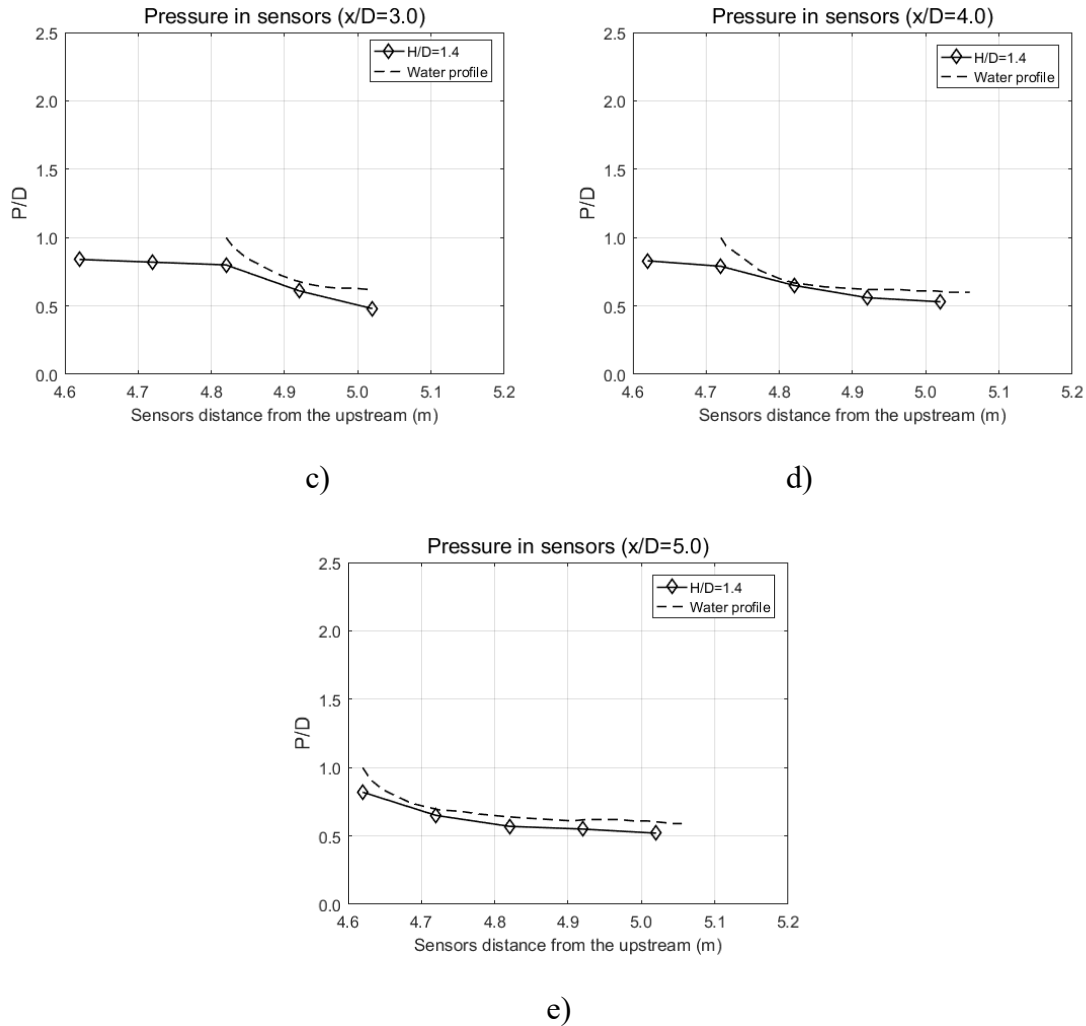 Pressure in sensors (x/D=3.0)
P/D
2.5
2.0
1.5
1.0
0.5
0.0
H/D=1.4
Water profile
4.6 4.7 4.8 4.9 5.0 5.1 5.2
Sensors distance from the upstream (m)
c)
Pressure in sensors (x/D=4.0)
P/D
2.5
2.0
1.5
1.0
0.5
0.0
H/D=1.4
Water profile
4.6 4.7 4.8 4.9 5.0 5.1 5.2
Sensors distance from the upstream (m)
d)
Pressure in sensors (x/D=5.0)
P/D
2.5
2.0
1.5
1.0
0.5
0.0
H/D=1.4
Water profile
4.6 4.7 4.8 4.9 5.0 5.1 5.2
Sensors distance from the upstream (m)
e)